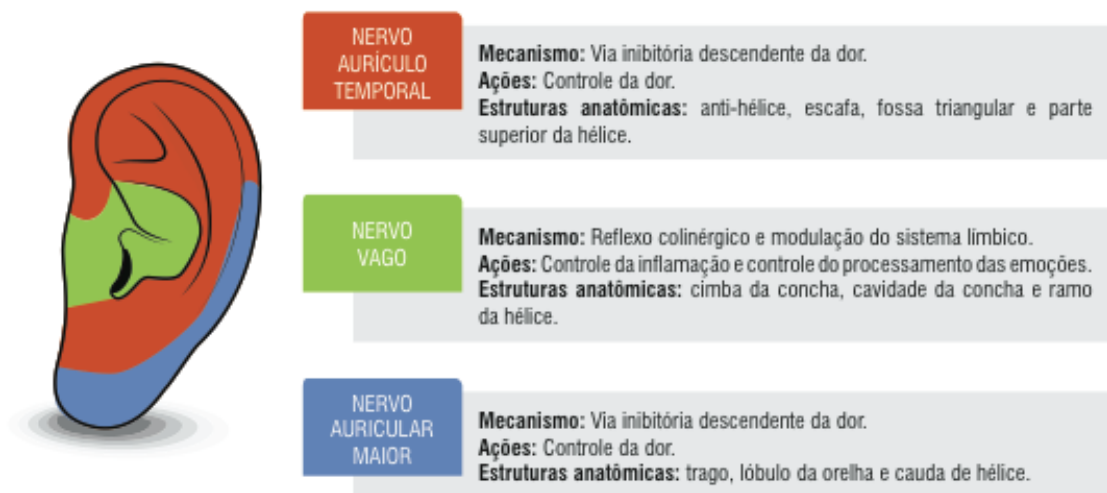 NERVO
AURÍCULO
TEMPORAL
Mecanismo: Via inibitória descendente da dor.
Ações: Controle da dor.
Estruturas anatômicas: anti-hélice, escafa, fossa triangular e parte
superior da hélice.
NERVO
VAGO
Mecanismo: Reflexo colinérgico e modulação do sistema límbico.
Ações: Controle da inflamação e controle do processamento das emoções.
Estruturas anatômicas: cimba da concha, cavidade da concha e ramo
da hélice.
NERVO
AURICULAR
MAIOR
Mecanismo: Via inibitória descendente da dor.
Ações: Controle da dor.
Estruturas anatômicas: trago, lóbulo da orelha e cauda de hélice.